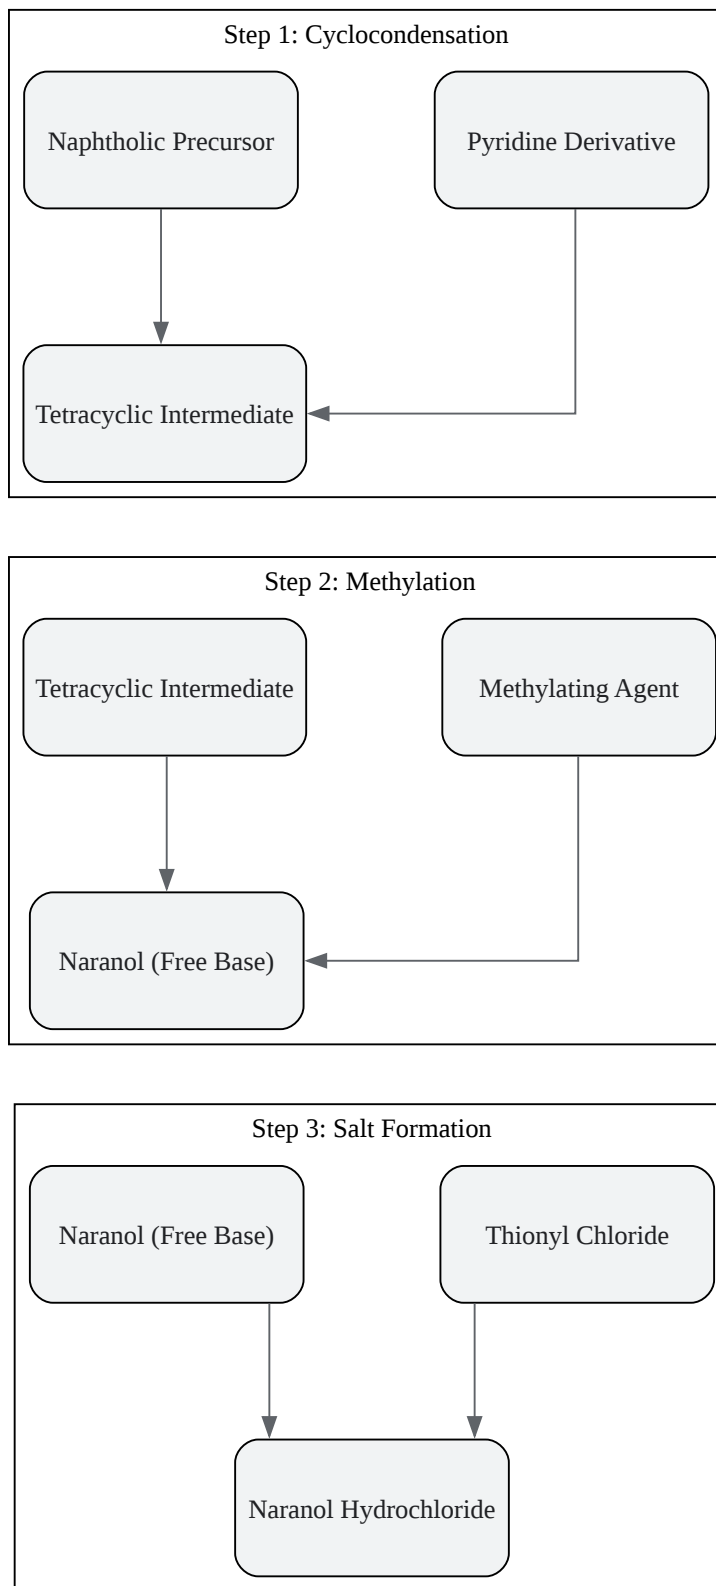 Step 1: Cyclocondensation
Naphtholic Precursor
Pyridine Derivative
Tetracyclic Intermediate
Step 2: Methylation
Tetracyclic Intermediate
Methylating Agent
Naranol (Free Base)
Step 3: Salt Formation
Naranol (Free Base)
Thionyl Chloride
Naranol Hydrochloride